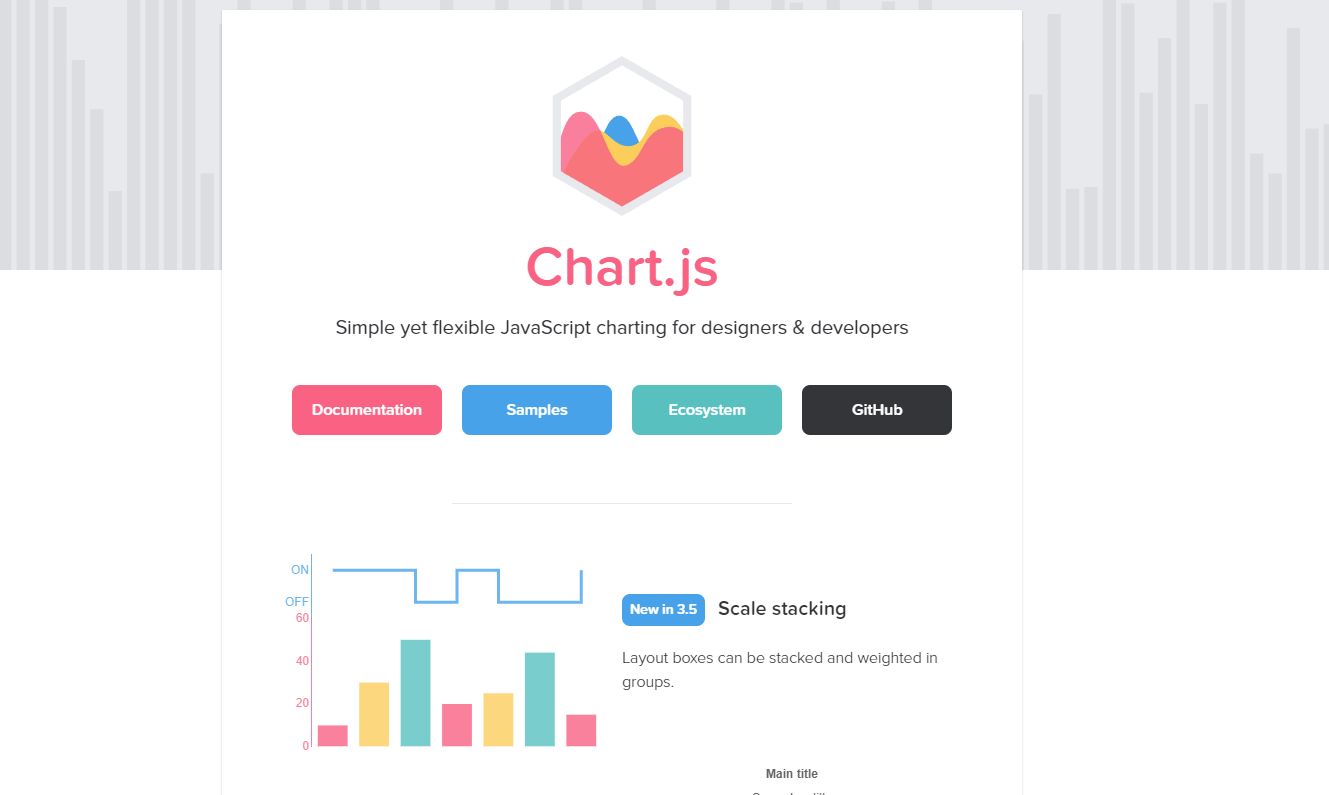 Chart.js
Simple yet flexible JavaScript charting for designers & developers
Documentation
Samples
Ecosystem
GitHub
ON
OFF
60
40
20
0
New in 3.5 Scale stacking
Layout boxes can be stacked and weighted in
groups.
Main title